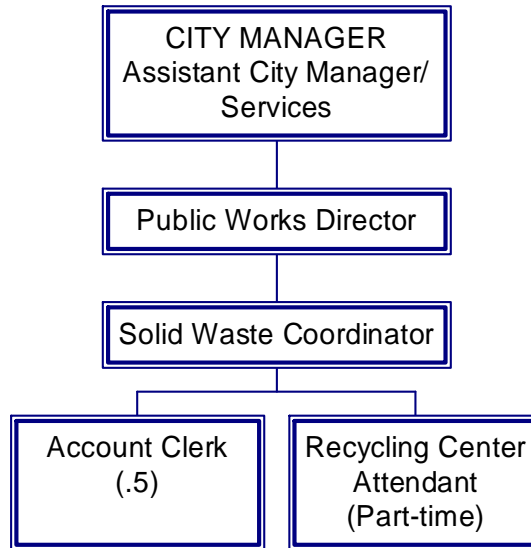 CITY MANAGER
Assistant City Manager/
Services
Public Works Director
Solid Waste Coordinator
Account Clerk
(.5)
Recycling Center
Attendant
(Part-time)